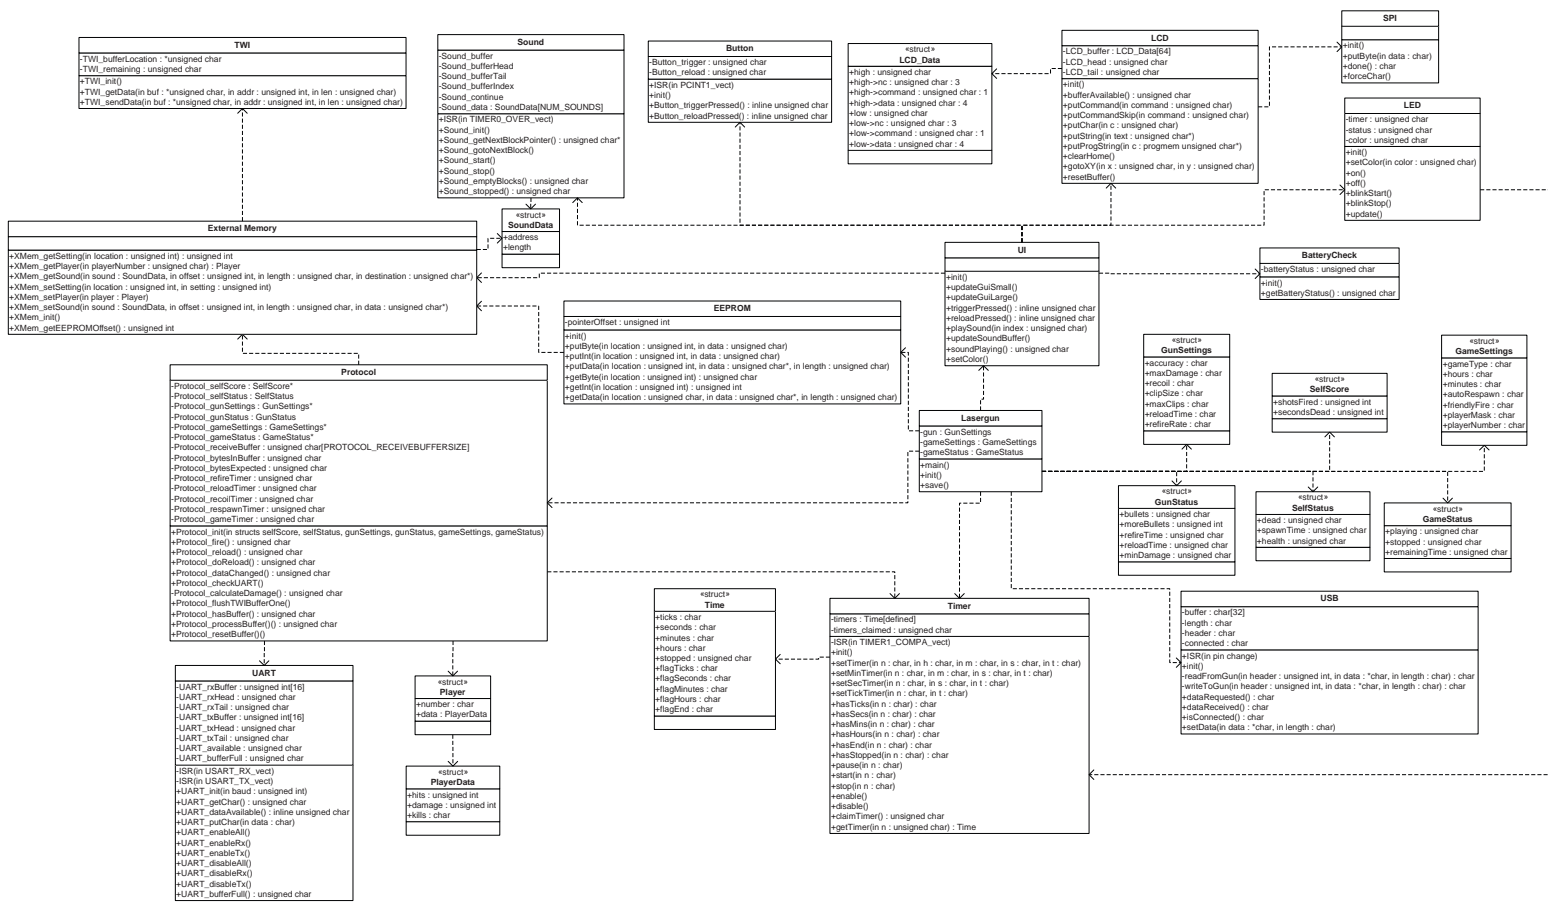 TWI
-TWI_bufferLocation : *unsigned char
-TWI_remaining : unsigned char
+TWI_init()
+TWI_getData(in buf : *unsigned char, in addr : unsigned int, in len : unsigned char)
+TWI_sendData(in buf : *unsigned char, in addr : unsigned int, in len : unsigned char)
Sound
-Sound_buffer
-Sound_bufferHead
-Sound_bufferTail
-Sound_bufferIndex
-Sound_continue
-Sound_data : SoundData[NUM_SOUNDS]
+ISR(in TIMER0_OVER_vect)
+Sound_init()
+Sound_getNextBlockPointer() : unsigned char*
+Sound_gotoNextBlock()
+Sound_start()
+Sound_stop()
+Sound_emptyBlocks() : unsigned char
+Sound_stopped() : unsigned char
Button
-Button_trigger : unsigned char
-Button_reload : unsigned char
+ISR(in PCINT1_vect)
+init()
+Button_triggerPressed() : inline unsigned char
+Button_reloadPressed() : inline unsigned char
«struct»
LCD_Data
+high : unsigned char
+high->nc : unsigned char : 3
+high->command : unsigned char : 1
+high->data : unsigned char : 4
+low : unsigned char
+low->nc : unsigned char : 3
+low->command : unsigned char : 1
+low->data : unsigned char : 4
LCD
-LCD_buffer : LCD_Data[64]
-LCD_head : unsigned char
-LCD_tail : unsigned char
+init()
+bufferAvailable() : unsigned char
+putCommand(in command : unsigned char)
+putCommandSkip(in command : unsigned char)
+putChar(in c : unsigned char)
+putString(in text : unsigned char*)
+putProgString(in c : progmem unsigned char*)
+clearHome()
+gotoXY(in x : unsigned char, in y : unsigned char)
+resetBuffer()
SPI
+init()
+putByte(in data : char)
+done() : char
+forceChar()
LED
-timer : unsigned char
-status : unsigned char
-color : unsigned char
+init()
+setColor(in color : unsigned char)
+on()
+off()
+blinkStart()
+blinkStop()
+update()
«struct»
SoundData
+address
+length
External Memory
+XMem_getSetting(in location : unsigned int) : unsigned int
+XMem_getPlayer(in playerNumber : unsigned char) : Player
+XMem_getSound(in sound : SoundData, in offset : unsigned int, in length : unsigned char, in destination : unsigned char*)
+XMem_setSetting(in location : unsigned int, in setting : unsigned int)
+XMem_setPlayer(in player : Player)
+XMem_setSound(in sound : SoundData, in offset : unsigned int, in length : unsigned char, in data : unsigned char*)
+XMem_init()
+XMem_getEEPROMOffset() : unsigned int
UI
+init()
+updateGuiSmall()
+updateGuiLarge()
+triggerPressed() : inline unsigned char
+reloadPressed() : inline unsigned char
+playSound(in index : unsigned char)
+updateSoundBuffer()
+soundPlaying() : unsigned char
+setColor()
BatteryCheck
-batteryStatus : unsigned char
+init()
+getBatteryStatus() : unsigned char
EEPROM
-pointerOffset : unsigned int
+init()
+putByte(in location : unsigned int, in data : unsigned char)
+putInt(in location : unsigned int, in data : unsigned char)
+putData(in location : unsigned int, in data : unsigned char*, in length : unsigned char)
+getByte(in location : unsigned int) : unsigned char
+getInt(in location : unsigned int) : unsigned int
+getData(in location : unsigned char, in data : unsigned char*, in length : unsigned char)
«struct»
GunSettings
+accuracy : char
+maxDamage : char
+recoil : char
+clipSize : char
+maxClips : char
+reloadTime : char
+refireRate : char
«struct»
SelfScore
+shotsFired : unsigned int
+secondsDead : unsigned int
«struct»
GameSettings
+gameType : char
+hours : char
+minutes : char
+autoRespawn : char
+friendlyFire : char
+playerMask : char
+playerNumber : char
Protocol
-Protocol_selfScore : SelfScore*
-Protocol_selfStatus : SelfStatus
-Protocol_gunSettings : GunSettings*
-Protocol_gunStatus : GunStatus
-Protocol_gameSettings : GameSettings*
-Protocol_gameStatus : GameStatus*
-Protocol_receiveBuffer : unsigned char[PROTOCOL_RECEIVEBUFFERSIZE]
-Protocol_bytesInBuffer : unsigned char
-Protocol_bytesExpected : unsigned char
-Protocol_refireTimer : unsigned char
-Protocol_reloadTimer : unsigned char
-Protocol_recoilTimer : unsigned char
-Protocol_respawnTimer : unsigned char
-Protocol_gameTimer : unsigned char
+Protocol_init(in structs selfScore, selfStatus, gunSettings, gunStatus, gameSettings, gameStatus)
+Protocol_fire() : unsigned char
+Protocol_reload() : unsigned char
+Protocol_doReload() : unsigned char
+Protocol_dataChanged() : unsigned char
+Protocol_checkUART()
-Protocol_calculateDamage() : unsigned char
+Protocol_flushTWIBufferOne()
+Protocol_hasBuffer() : unsigned char
+Protocol_processBuffer()() : unsigned char
+Protocol_resetBuffer()()
Lasergun
-gun : GunSettings
-gameSettings : GameSettings
-gameStatus : GameStatus
+main()
+init()
+save()
«struct»
GunStatus
+bullets : unsigned char
+moreBullets : unsigned int
+refireTime : unsigned char
+reloadTime : unsigned char
+minDamage : unsigned char
«struct»
SelfStatus
+dead : unsigned char
+spawnTime : unsigned char
+health : unsigned char
«struct»
GameStatus
+playing : unsigned char
+stopped : unsigned char
+remainingTime : unsigned char
«struct»
Time
+ticks : char
+seconds : char
+minutes : char
+hours : char
+stopped : unsigned char
+flagTicks : char
+flagSeconds : char
+flagMinutes : char
+flagHours : char
+flagEnd : char
Timer
-timers : Time[defined]
-timers_claimed : unsigned char
-ISR(in TIMER1_COMPA_vect)
+init()
+setTimer(in n : char, in h : char, in m : char, in s : char, in t : char)
+setMinTimer(in n : char, in m : char, in s : char, in t : char)
+setSecTimer(in n : char, in s : char, in t : char)
+setTickTimer(in n : char, in t : char)
+hasTicks(in n : char) : char
+hasSecs(in n : char) : char
+hasMins(in n : char) : char
+hasHours(in n : char) : char
+hasEnd(in n : char) : char
+hasStopped(in n : char) : char
+pause(in n : char)
+start(in n : char)
+stop(in n : char)
+enable()
+disable()
+claimTimer() : unsigned char
+getTimer(in n : unsigned char) : Time
USB
-buffer : char[32]
-length : char
-header : char
-connected : char
+ISR(in pin change)
+init()
-readFromGun(in header : unsigned int, in data : *char, in length : char) : char
-writeToGun(in header : unsigned int, in data : *char, in length : char) : char
+dataRequested() : char
+dataReceived() : char
+isConnected() : char
+setData(in data : *char, in length : char)
UART
-UART_rxBuffer : unsigned int[16]
-UART_rxHead : unsigned char
-UART_rxTail : unsigned char
-UART_txBuffer : unsigned int[16]
-UART_txHead : unsigned char
-UART_txTail : unsigned char
-UART_available : unsigned char
-UART_bufferFull : unsigned char
-ISR(in USART_RX_vect)
-ISR(in USART_TX_vect)
+UART_init(in baud : unsigned int)
+UART_getChar() : unsigned char
+UART_dataAvailable() : inline unsigned char
+UART_putChar(in data : char)
+UART_enableAll()
+UART_enableRx()
+UART_enableTx()
+UART_disableAll()
+UART_disableRx()
+UART_disableTx()
+UART_bufferFull() : unsigned char
«struct»
Player
+number : char
+data : PlayerData
«struct»
PlayerData
+hits : unsigned int
+damage : unsigned int
+kills : char